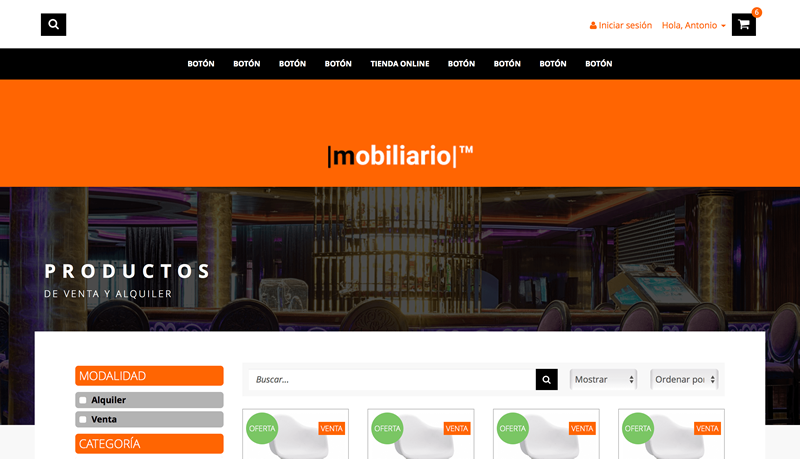 Iniciar sesión Hola, Antonio 6
BOTÓN BOTÓN BOTÓN BOTÓN TIENDA ONLINE BOTÓN BOTÓN BOTÓN BOTÓN
|mobiliario|™
PRODUCTOS
DE VENTA Y ALQUILER
MODALIDAD
Alquiler
Venta
CATEGORÍA
Buscar... Mostrar Ordenar por:
OFERTA VENTA OFERTA VENTA OFERTA VENTA OFERTA VENTA